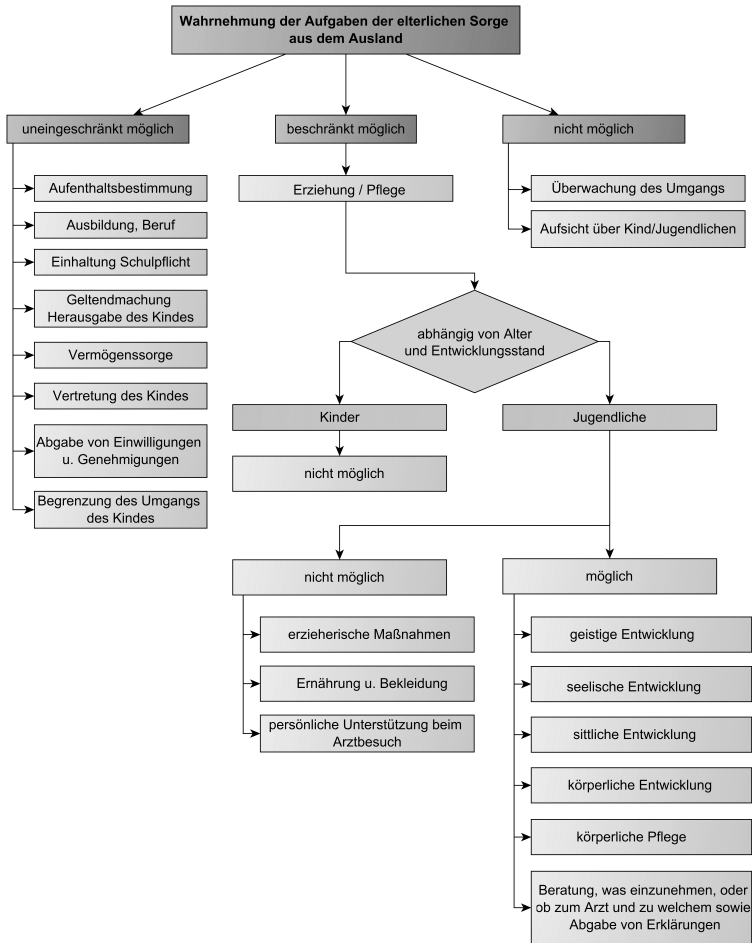 Wahrnehmung der Aufgaben der elterlichen Sorge
aus dem Ausland
uneingeschränkt möglich
Aufenthaltsbestimmung
Ausbildung, Beruf
Einhaltung Schulpflicht
Geltendmachung
Herausgabe des Kindes
Vermögenssorge
Vertretung des Kindes
Abgabe von Einwilligungen
u. Genehmigungen
Begrenzung des Umgangs
des Kindes
beschränkt möglich
Erziehung / Pflege
abhängig von Alter
und Entwicklungsstand
Kinder
nicht möglich
Jugendliche
nicht möglich
erzieherische Maßnahmen
Ernährung u. Bekleidung
persönliche Unterstützung beim
Arztbesuch
möglich
geistige Entwicklung
seelische Entwicklung
sittliche Entwicklung
körperliche Entwicklung
körperliche Pflege
Beratung, was einzunehmen, oder
ob zum Arzt und zu welchem sowie
Abgabe von Erklärungen
nicht möglich
Überwachung des Umgangs
Aufsicht über Kind/Jugendlichen